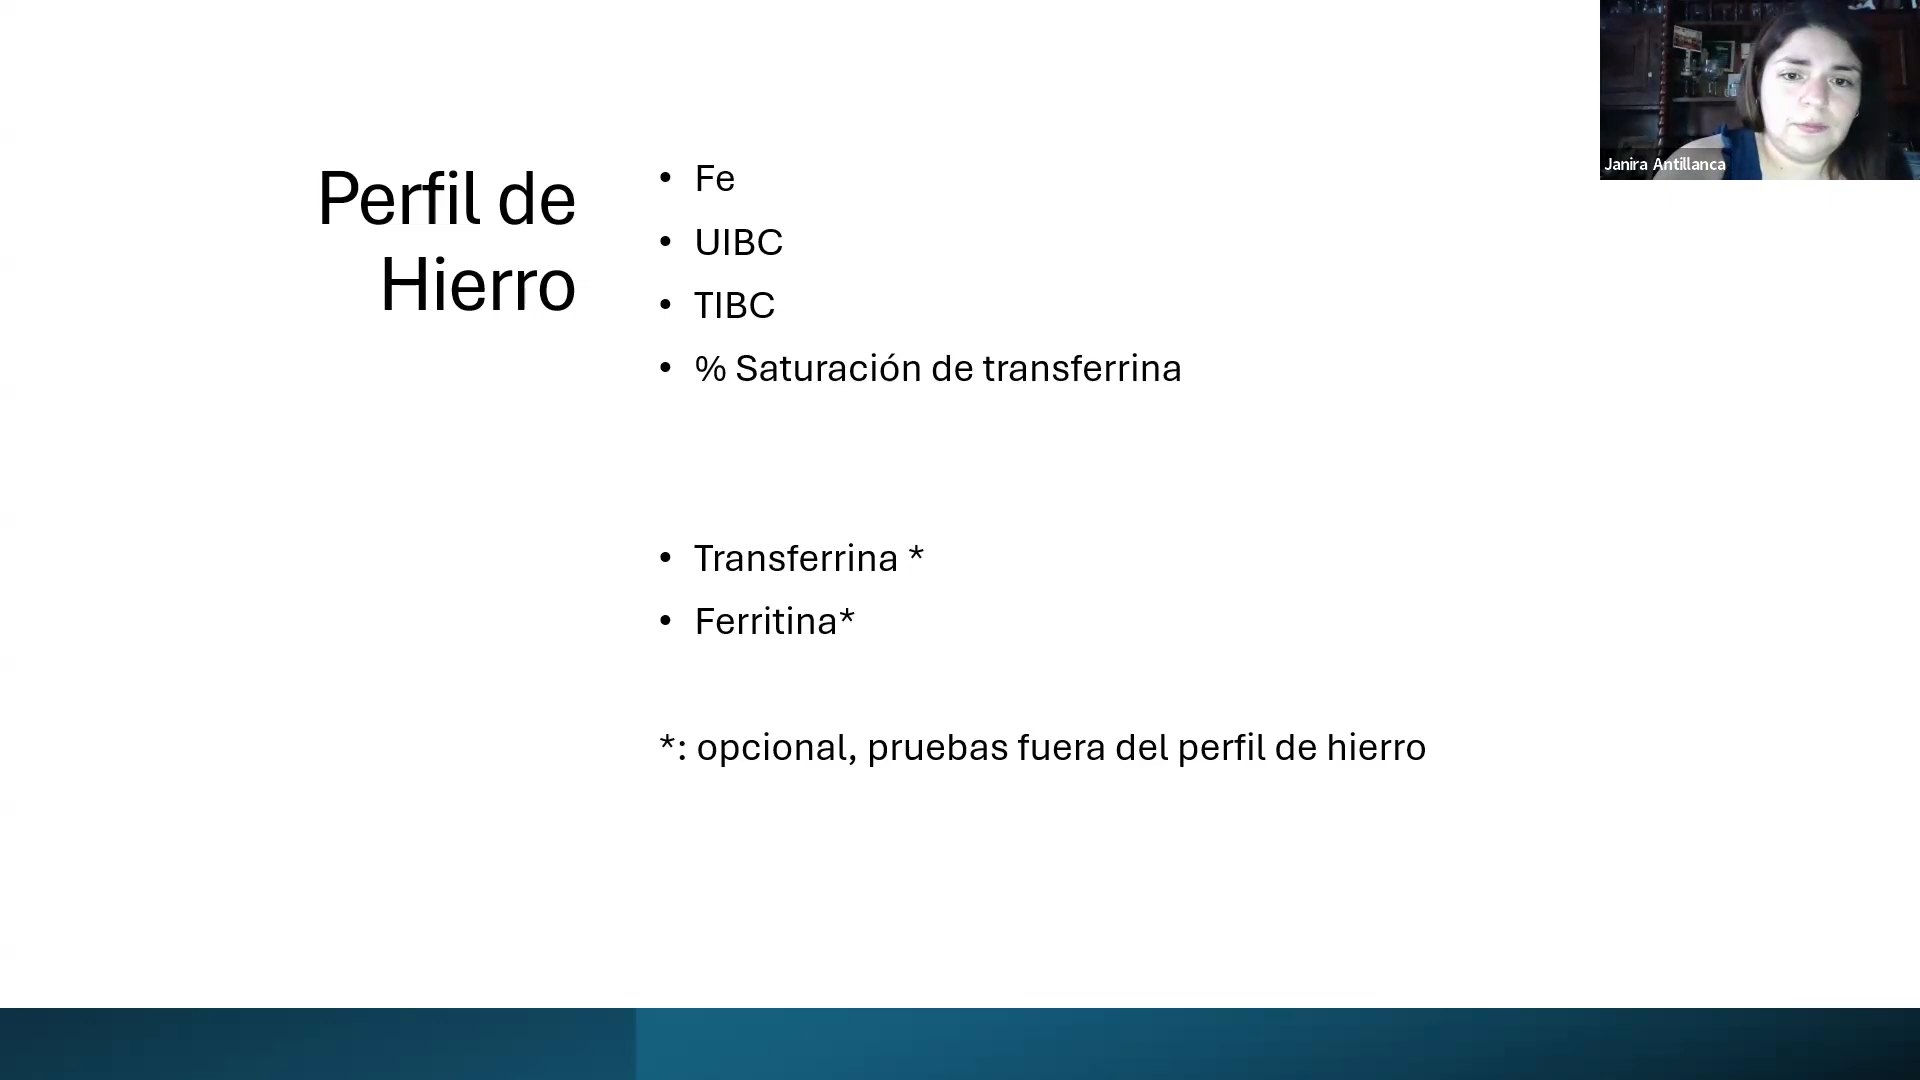 Perfil de
Hierro
• Fe
• UIBC
• TIBC
• % Saturación de transferrina
• Transferrina *
• Ferritina*
*: opcional, pruebas fuera del perfil de hierro
Janira Antillanca